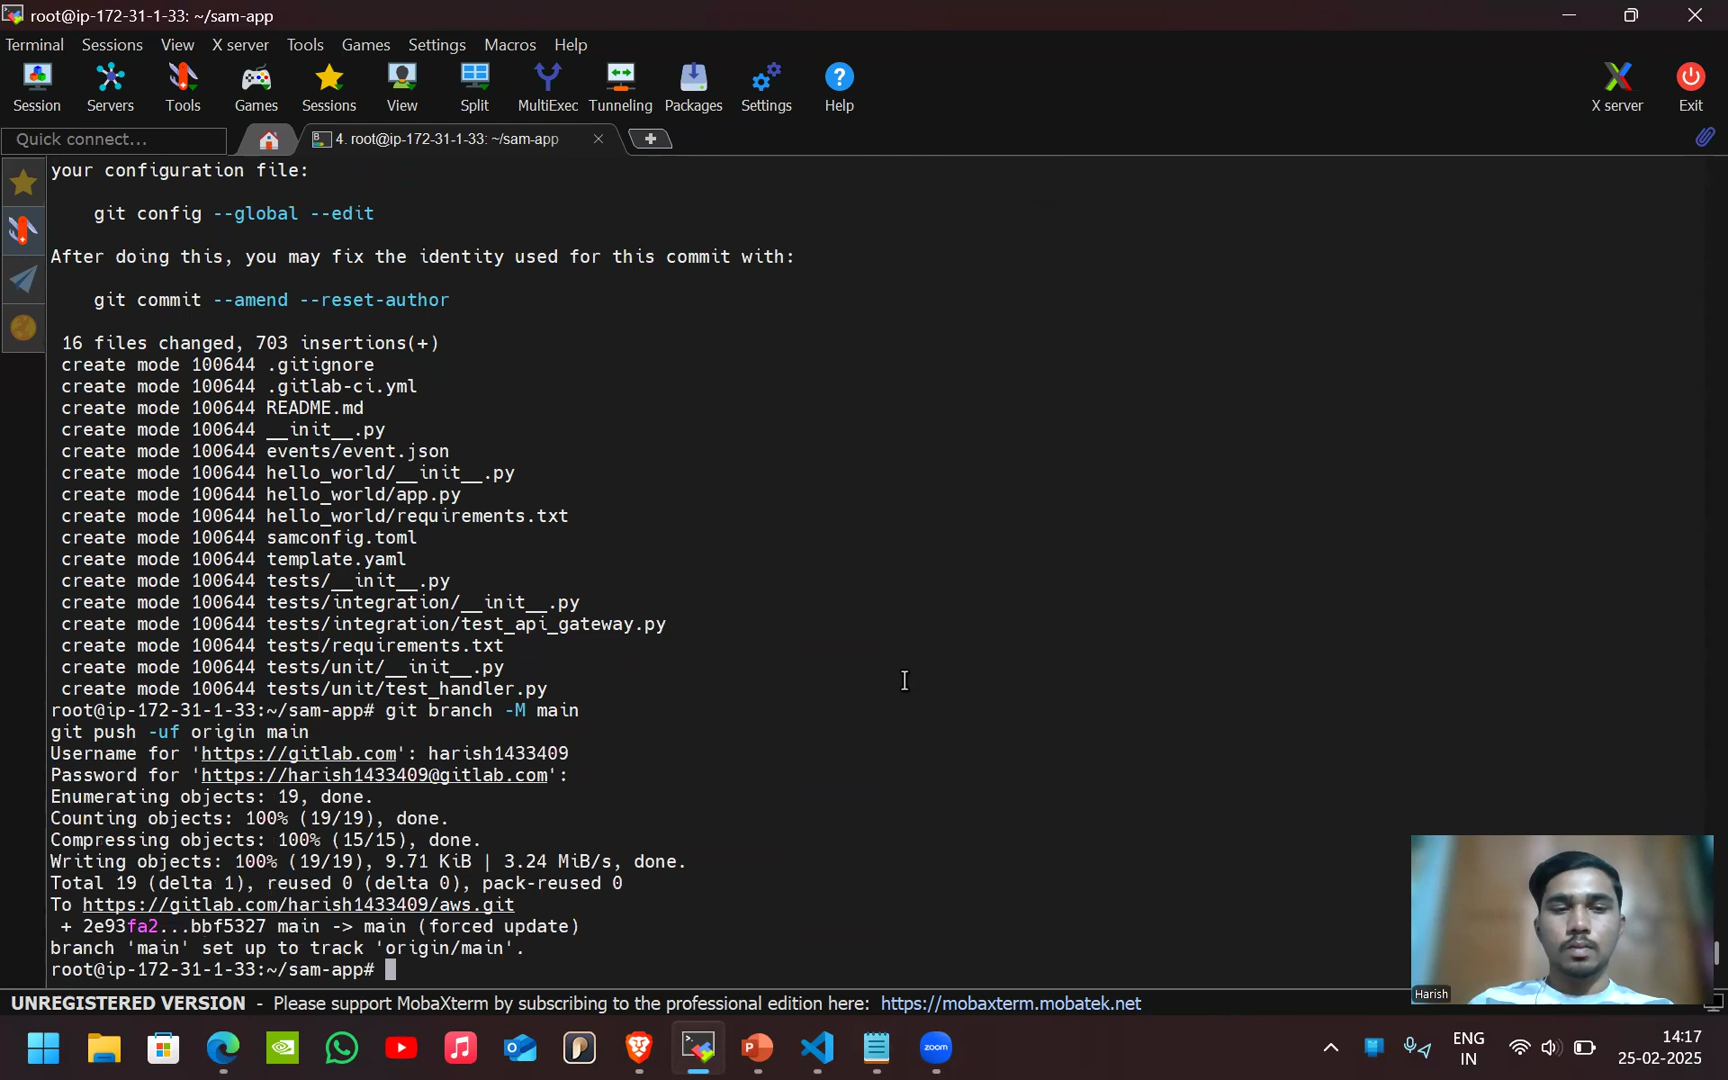 root@ip-172-31-1-33: ~/sam-app
Terminal Sessions View X server Tools Games Settings Macros Help
Session Servers Tools Games Sessions View Split MultiExec Tunneling Packages Settings Help X server Exit
Quick connect...
4. root@ip-172-31-1-33: ~/sam-app
your configuration file:
git config --global --edit
After doing this, you may fix the identity used for this commit with:
git commit --amend --reset-author
16 files changed, 703 insertions(+)
create mode 100644 .gitignore
create mode 100644 .gitlab-ci.yml
create mode 100644 README.md
create mode 100644 __init__.py
create mode 100644 events/event.json
create mode 100644 hello_world/__init__.py
create mode 100644 hello_world/app.py
create mode 100644 hello_world/requirements.txt
create mode 100644 samconfig.toml
create mode 100644 template.yaml
create mode 100644 tests/__init__.py
create mode 100644 tests/integration/__init__.py
create mode 100644 tests/integration/test_api_gateway.py
create mode 100644 tests/requirements.txt
create mode 100644 tests/unit/__init__.py
create mode 100644 tests/unit/test_handler.py
root@ip-172-31-1-33:~/sam-app# git branch -M main
git push -uf origin main
Username for 'https://gitlab.com': harish1433409
Password for 'https://harish1433409@gitlab.com':
Enumerating objects: 19, done.
Counting objects: 100% (19/19), done.
Compressing objects: 100% (15/15), done.
Writing objects: 100% (19/19), 9.71 KiB | 3.24 MiB/s, done.
Total 19 (delta 1), reused 0 (delta 0), pack-reused 0
To https://gitlab.com/harish1433409/aws.git
+ 2e93fa2...bbf5327 main -> main (forced update)
branch 'main' set up to track 'origin/main'.
root@ip-172-31-1-33:~/sam-app#
Harish
UNREGISTERED VERSION - Please support MobaXterm by subscribing to the professional edition here: https://mobaxterm.mobatek.net
zoom
ENG
IN
14:17
25-02-2025